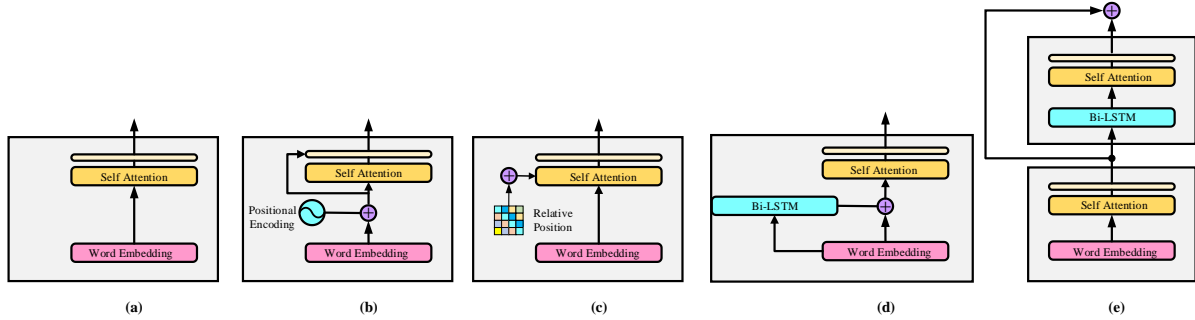 Self Attention
Word Embedding
(a)
Self Attention
Positional
Encoding
Word Embedding
(b)
Self Attention
Relative
Position
Word Embedding
(c)
Self Attention
Bi-LSTM
Word Embedding
(d)
Self Attention
Bi-LSTM
Self Attention
Word Embedding
(e)